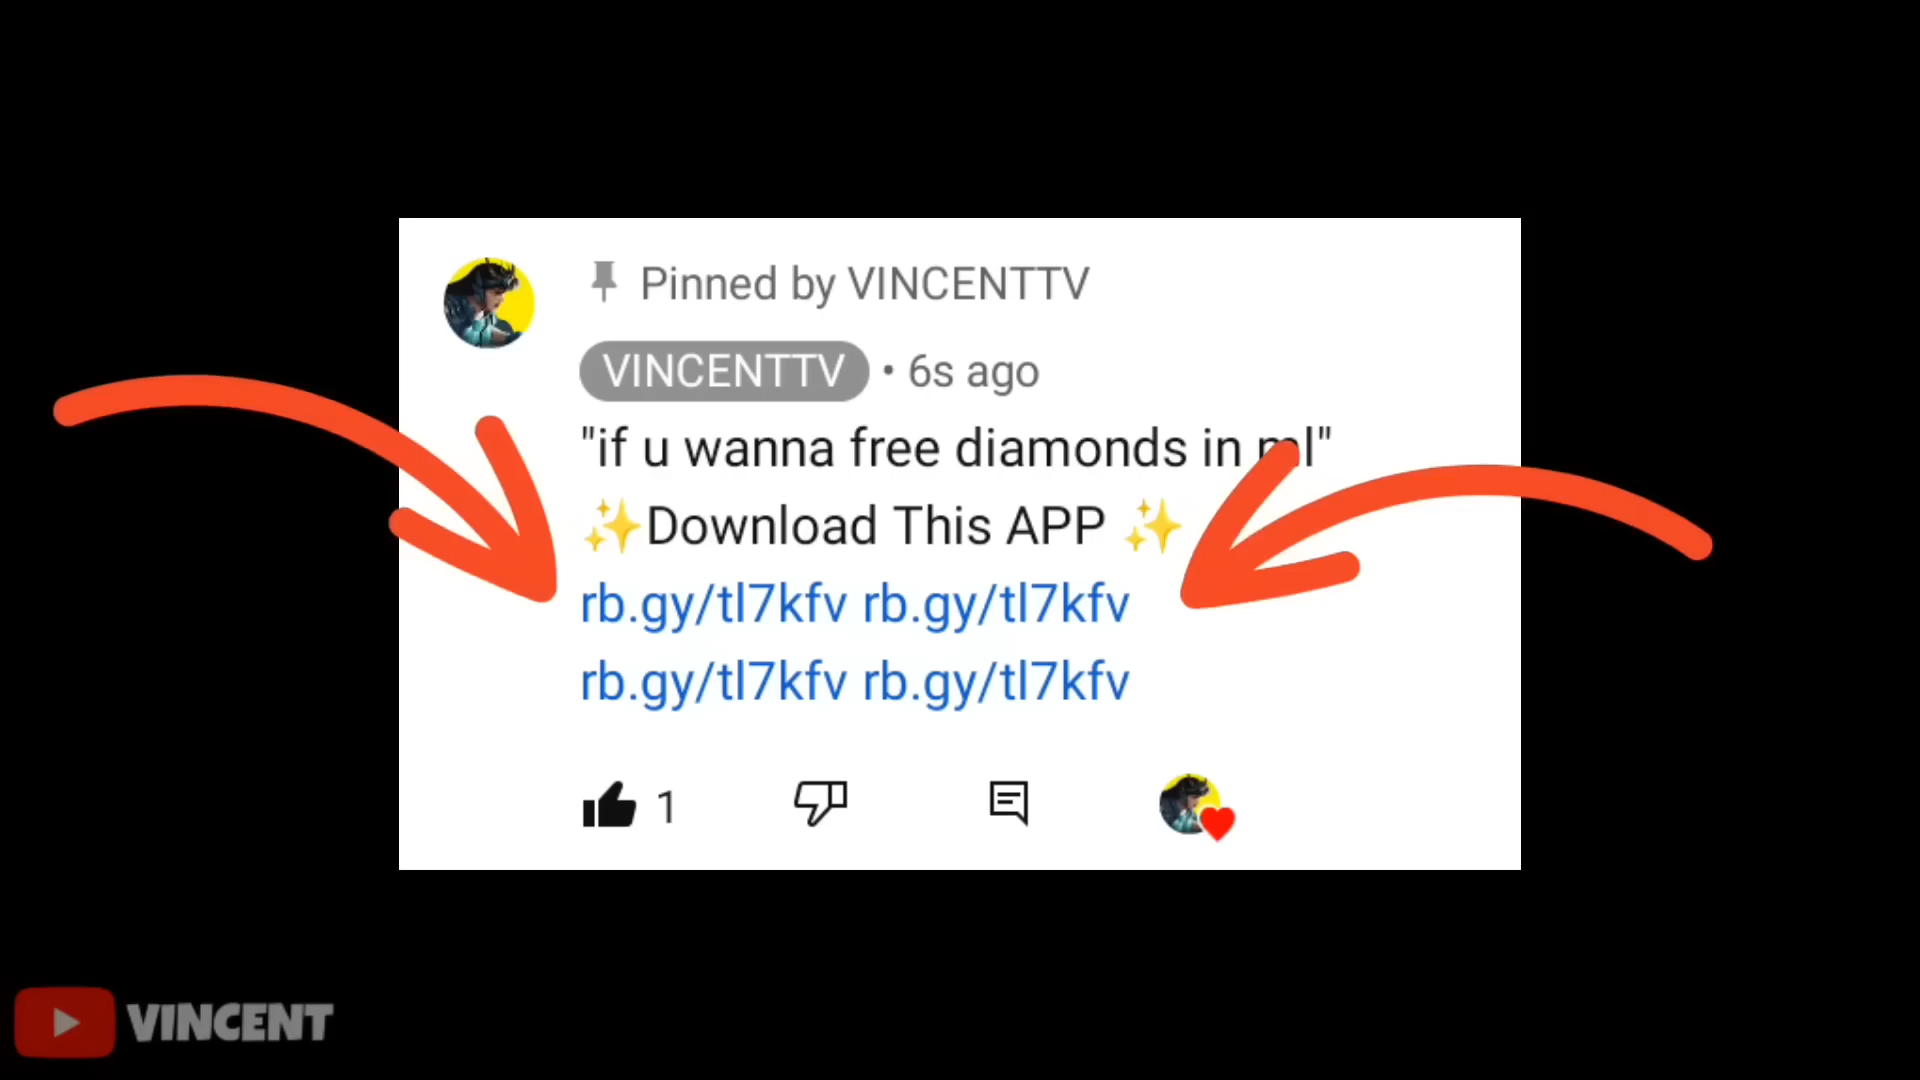 Pinned by VINCENTTV
VINCENTTV • 6s ago
"if u wanna free diamonds in ml"
✨Download This APP ✨
rb.gy/tl7kfv rb.gy/tl7kfv
rb.gy/tl7kfv rb.gy/tl7kfv
1
VINCENT